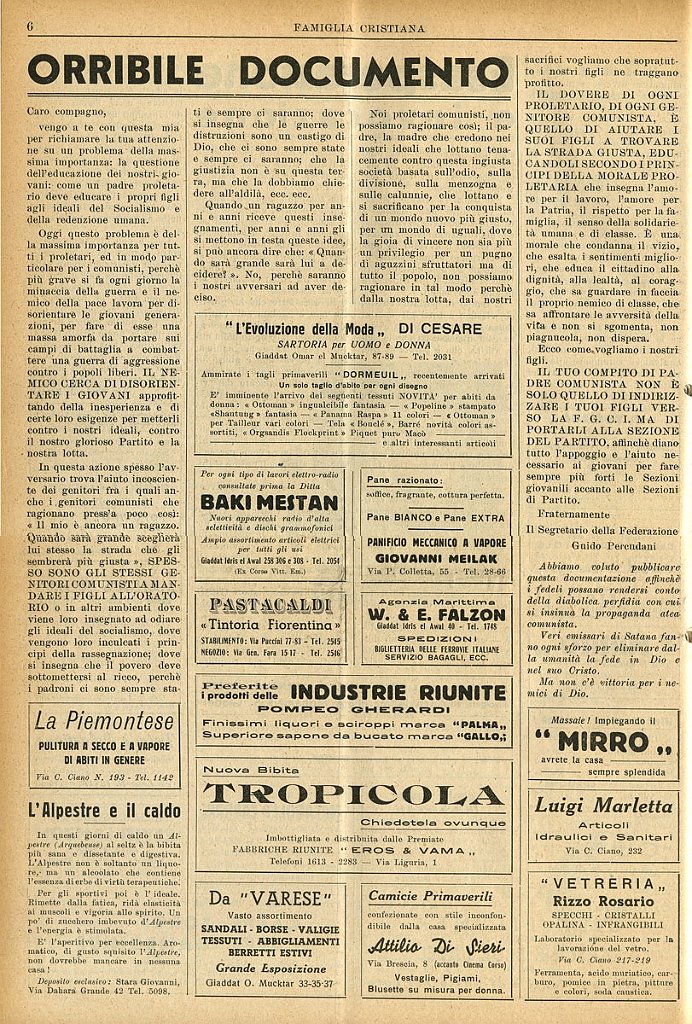 6
FAMIGLIA CRISTIANA
ORRIBILE DOCUMENTO
Caro compagno,
vengo a te con questa mia
per richiamare la tua attenzio-
ne su un problema della mas-
sima importanza: la questione
dell'educazione dei nostri gio-
vani: come un padre proleta-
rio deve educare i propri figli
agli ideali del Socialismo e
della redenzione umana.
Oggi questo problema è del-
la massima importanza per tut-
ti i proletari, ed in modo par-
ticolare per i comunisti, perchè
più grave si fa ogni giorno la
minaccia della guerra e il ne-
mico della pace lavora per di-
sorientare le giovani genera-
zioni, per fare di esse una
massa amorfa da portare sui
campi di battaglia a combat-
tere una guerra di aggressione
contro i popoli liberi. IL NE-
MICO CERCA DI DISORIEN-
TARE I GIOVANI approfit-
tando della inesperienza e di
certe loro esigenze per metterli
contro i nostri ideali, contro
il nostro glorioso Partito e la
nostra lotta.
In questa azione spesso l'av-
versario trova l'aiuto incoscien-
te dei genitori fra i quali an-
che i genitori comunisti che
ragionano press'a poco così:
« Il mio è ancora un ragazzo.
Quando sarà grande sceglierà
lui stesso la strada che gli
sembrerà più giusta », SPES-
SO SONO GLI STESSI GE-
NITORI COMUNISTI A MAN-
DARE I FIGLI ALL'ORATO-
RIO o in altri ambienti dove
viene loro insegnato ad odiare
gli ideali del socialismo, dove
vengono loro inculcati i prin-
cipi della rassegnazione; dove
si insegna che il povero deve
sottomettersi al ricco, perchè
i padroni ci sono sempre sta-
ti e sempre ci saranno; dove
si insegna che le guerre le
distruzioni sono un castigo di
Dio, che ci sono sempre state
e sempre ci saranno; che la
giustizia non è su questa ter-
ra, ma che la dobbiamo chie-
dere all'aldilà, ecc. ecc.
Quando un ragazzo per an-
ni e anni riceve questi inse-
gnamenti, per anni e anni gli
si mettono in testa queste idee,
si può ancora dire che: « Quan-
do sarà grande sarà lui a de-
cidere? ». No, perchè saranno
i nostri avversari ad aver de-
ciso.
Noi proletari comunisti, non
possiamo ragionare così; il pa-
dre, la madre che credono nei
nostri ideali che lottano tena-
cemente contro questa ingiusta
società basata sull'odio, sulla
divisione, sulla menzogna e
sulle calunnie, che lottano e
si sacrificano per la conquista
di un mondo nuovo più giusto,
per un mondo di uguali, dove
la gioia di vincere non sia più
un privilegio per un pugno
di aguzzini sfruttatori ma di
tutto il popolo, non possiamo
ragionare in tal modo perchè
dalla nostra lotta, dai nostri
sacrifici vogliamo che sopratut-
to i nostri figli ne traggano
profitto.
IL DOVERE DI OGNI
PROLETARIO, DI OGNI GE-
NITORE COMUNISTA, È
QUELLO DI AIUTARE I
SUOI FIGLI A TROVARE
LA STRADA GIUSTA, EDU-
CANDOLI SECONDO I PRIN-
CIPI DELLA MORALE PRO-
LETARIA che insegna l'amo-
re per il lavoro, l'amore per
la Patria, il rispetto per la fa-
miglia, il senso della solidarie-
tà umana e di classe. È una
morale che condanna il vizio,
che esalta i sentimenti miglio-
ri, che educa il cittadino alla
dignità, alla lealtà, al corag-
gio, che sa guardare in faccia
il proprio nemico di classe, che
sa affrontare le avversità della
vita e non si sgomenta, non
piagnucola, non dispera.
Ecco come vogliamo i nostri
figli.
IL TUO COMPITO DI PA-
DRE COMUNISTA NON È
SOLO QUELLO DI INDIRIZ-
ZARE I TUOI FIGLI VER-
SO LA F. G. C. I. MA DI
PORTARLI ALLA SEZIONE
DEL PARTITO, affinchè diano
tutto l'appoggio e l'aiuto ne-
cessario ai giovani per fare
sempre più forti le Sezioni
giovanili accanto alle Sezioni
di Partito.
Fraternamente
Il Segretario della Federazione
Guido Percudani
Abbiamo coluto pubblicare
questa documentazione affinchè
i fedeli possano rendersi conto
della diabolica perfidia con cui
si insinua la propaganda atea
comunista.
Veri emissari di Satana fan-
no ogni sforzo per eliminare dal-
la umanità la fede in Dio e
nel suo Cristo.
Ma non c'è vittoria per i ne-
mici di Dio.
"L'Evoluzione della Moda„ DI CESARE
SARTORIA per UOMO e DONNA
Giaddat Omar el Mucktar, 87-89 — Tel. 2031
Ammirate i tagli primaverili "DORMEUIL„ recentemente arrivati
Un solo taglio d'abito per ogni disegno
E' imminente l'arrivo dei seguenti tessuti NOVITA' per abiti da
donna: « Ottoman » ingualcibile fantasia — « Popeline » stampato
«Shautung» fantasia — « Panama Raspa » 11 colori — « Ottoman »
per Tailleur vari colori — Tela « Bonclé », Barré novità colori as-
sortiti, « Orgsandis Flockprint » Piquet puro Macò
e altri interessanti articoli
Per ogni tipo di lavori elettro-radio
consultate prima la Ditta
BAKI MESTAN
Nuovi apparecchi radio d'alta
selettività e dischi grammofonici
Ampio assortimento articoli elettrici
per tutti gli usi
Giaddat Idris el Awal 258 306 e 308 - Tel. 2054
(Ex Corso Vitt. Em.)
Pane razionato:
soffice, fragrante, cottura perfetta.
Pane BIANCO e Pane EXTRA
PANIFICIO MECCANICO A VAPORE
GIOVANNI MEILAK
Via P. Colletta, 55 - Tel. 28-66
PASTACALDI
« Tintoria Fiorentina »
STABILIMENTO: Via Puccini 77-83 - Tel. 2515
NEGOZIO: Via Gen. Fara 15-17 - Tel. 2526
Agenzia Marittima
W. & E. FALZON
Giaddat Idris el Awal 40 - Tel. 1748
SPEDIZIONI
BIGLIETTERIA DELLE FERROVIE ITALIANE
SERVIZIO BAGAGLI, ECC.
Preferite
i prodotti delle INDUSTRIE RIUNITE
POMPEO GHERARDI
Finissimi liquori e sciroppi marca "PALMA„
Superiore sapone da bucato marca "GALLO„
La Piemontese
PULITURA A SECCO E A VAPORE
DI ABITI IN GENERE
Via C. Ciano N. 193 - Tel. 1142
Nuova Bibita
TROPICOLA
Chiedetela ovunque
Imbottigliata e distribuita dalle Premiate
FABBRICHE RIUNITE "EROS & VAMA„
Telefoni 1613 - 2283 — Via Liguria, 1
L'Alpestre e il caldo
In questi giorni di caldo un Al-
pestre (Arquebuse) al seltz è la bibita
più sana e dissetante e digestiva.
L'Alpestre non è soltanto un liquo-
re, ma un alcoolato che contiene
l'essenza di erbe di virtù terapeutiche.
Per gli sportivi poi è l'ideale.
Rimette dalla fatica, ridà elasticità
ai muscoli e vigoria allo spirito. Un
po' di zucchero imbevuto d'Alpestre e
l'energia è stimolata.
E' l'aperitivo per eccellenza. Aro-
matico, di gusto squisito l'Alpestre,
non dovrebbe mancare in nessuna
casa!
Deposito esclusivo: Stara Giovanni,
Via Dahara Grande 42 Tel. 5098.
Da "VARESE"
Vasto assortimento
SANDALI - BORSE - VALIGIE
TESSUTI - ABBIGLIAMENTI
BERRETTI ESTIVI
Grande Esposizione
Giaddat O. Mucktar 33-35-37
Camicie Primaverili
confezionate con stile inconfon-
dibile dalla casa specializzata
Attilio Di Sieri
Via Brescia, 8 (accanto Cinema Corso)
Vestaglie, Pigiami,
Blusette su misura per donna.
Massaie! Impiegando il
"MIRRO„
avrete la casa
sempre splendida
Luigi Marletta
Articoli
Idraulici e Sanitari
Via C. Ciano, 232
"VETRERIA„
Rizzo Rosario
SPECCHI - CRISTALLI
OPALINA - INFRANGIBILI
Laboratorio specializzato per la
lavorazione del vetro.
Via C. Ciano 217-219
Ferramenta, acido muriatico, car-
buro, pomice in pietra, pitture
e colori, soda caustica.